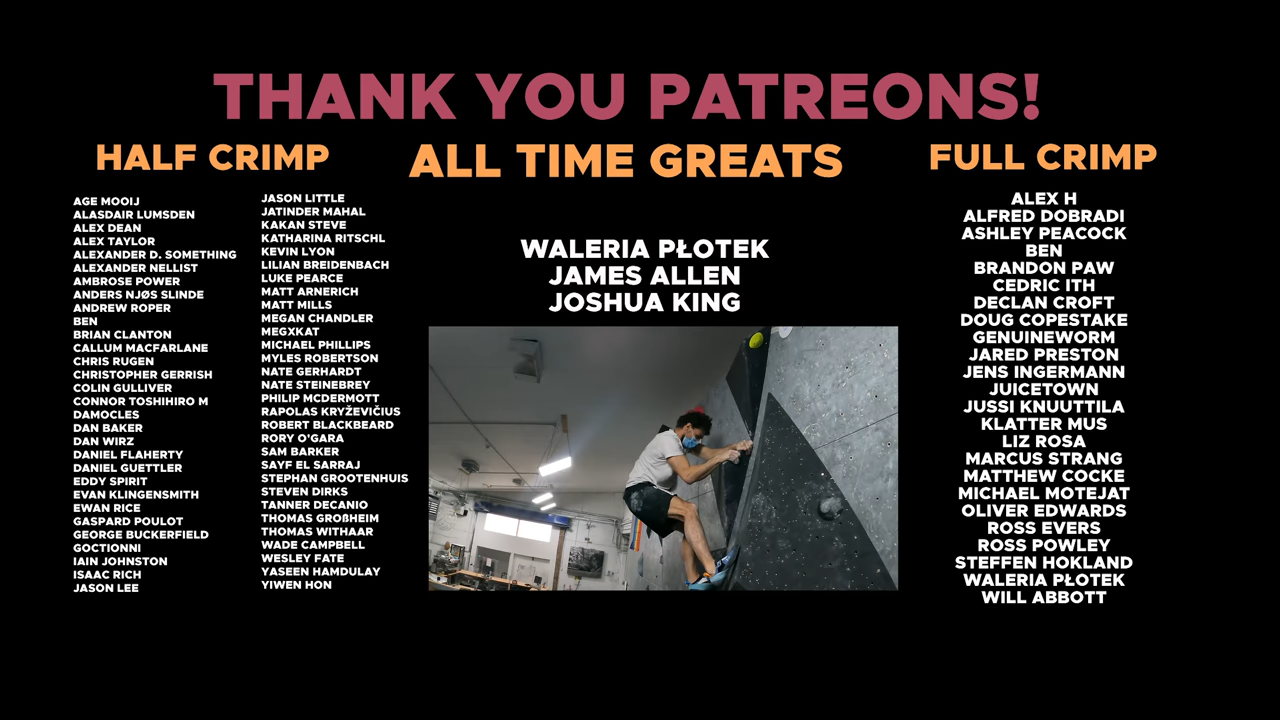 THANK YOU PATREONS!
HALF CRIMP
AGE MOOIJ
ALASDAIR LUMSDEN
ALEX DEAN
ALEX TAYLOR
ALEXANDER D. SOMETHING
ALEXANDER NELLIST
AMBROSE POWER
ANDERS NJØS SLINDE
ANDREW ROPER
BEN
BRIAN CLANTON
CALLUM MACFARLANE
CHRIS RUGEN
CHRISTOPHER GERRISH
COLIN GULLIVER
CONNOR TOSHIHIRO M
DAMOCLES
DAN BAKER
DAN WIRZ
DANIEL FLAHERTY
DANIEL GUETTLER
EDDY SPIRIT
EVAN KLINGENSMITH
EWAN RICE
GASPARD POULOT
GEORGE BUCKERFIELD
GOCTIONNI
IAIN JOHNSTON
ISAAC RICH
JASON LEE
JASON LITTLE
JATINDER MAHAL
KAKAN STEVE
KATHARINA RITSCHL
KEVIN LYON
LILIAN BREIDENBACH
LUKE PEARCE
MATT ARNERICH
MATT MILLS
MEGAN CHANDLER
MEGXKAT
MICHAEL PHILLIPS
MYLES ROBERTSON
NATE GERHARDT
NATE STEINEBREY
PHILIP MCDERMOTT
RAPOLAS KRYŽEVIČIUS
ROBERT BLACKBEARD
RORY O'GARA
SAM BARKER
SAYF EL SARRAJ
STEPHAN GROOTENHUIS
STEVEN DIRKS
TANNER DECANIO
THOMAS GROßHEIM
THOMAS WITHAAR
WADE CAMPBELL
WESLEY FATE
YASEEN HAMDULAY
YIWEN HON
ALL TIME GREATS
WALERIA PŁOTEK
JAMES ALLEN
JOSHUA KING
FULL CRIMP
ALEX H
ALFRED DOBRADI
ASHLEY PEACOCK
BEN
BRANDON PAW
CEDRIC ITH
DECLAN CROFT
DOUG COPESTAKE
GENUINEWORM
JARED PRESTON
JENS INGERMANN
JUICETOWN
JUSSI KNUUTTILA
KLATTER MUS
LIZ ROSA
MARCUS STRANG
MATTHEW COCKE
MICHAEL MOTEJAT
OLIVER EDWARDS
ROSS EVERS
ROSS POWLEY
STEFFEN HOKLAND
WALERIA PŁOTEK
WILL ABBOTT